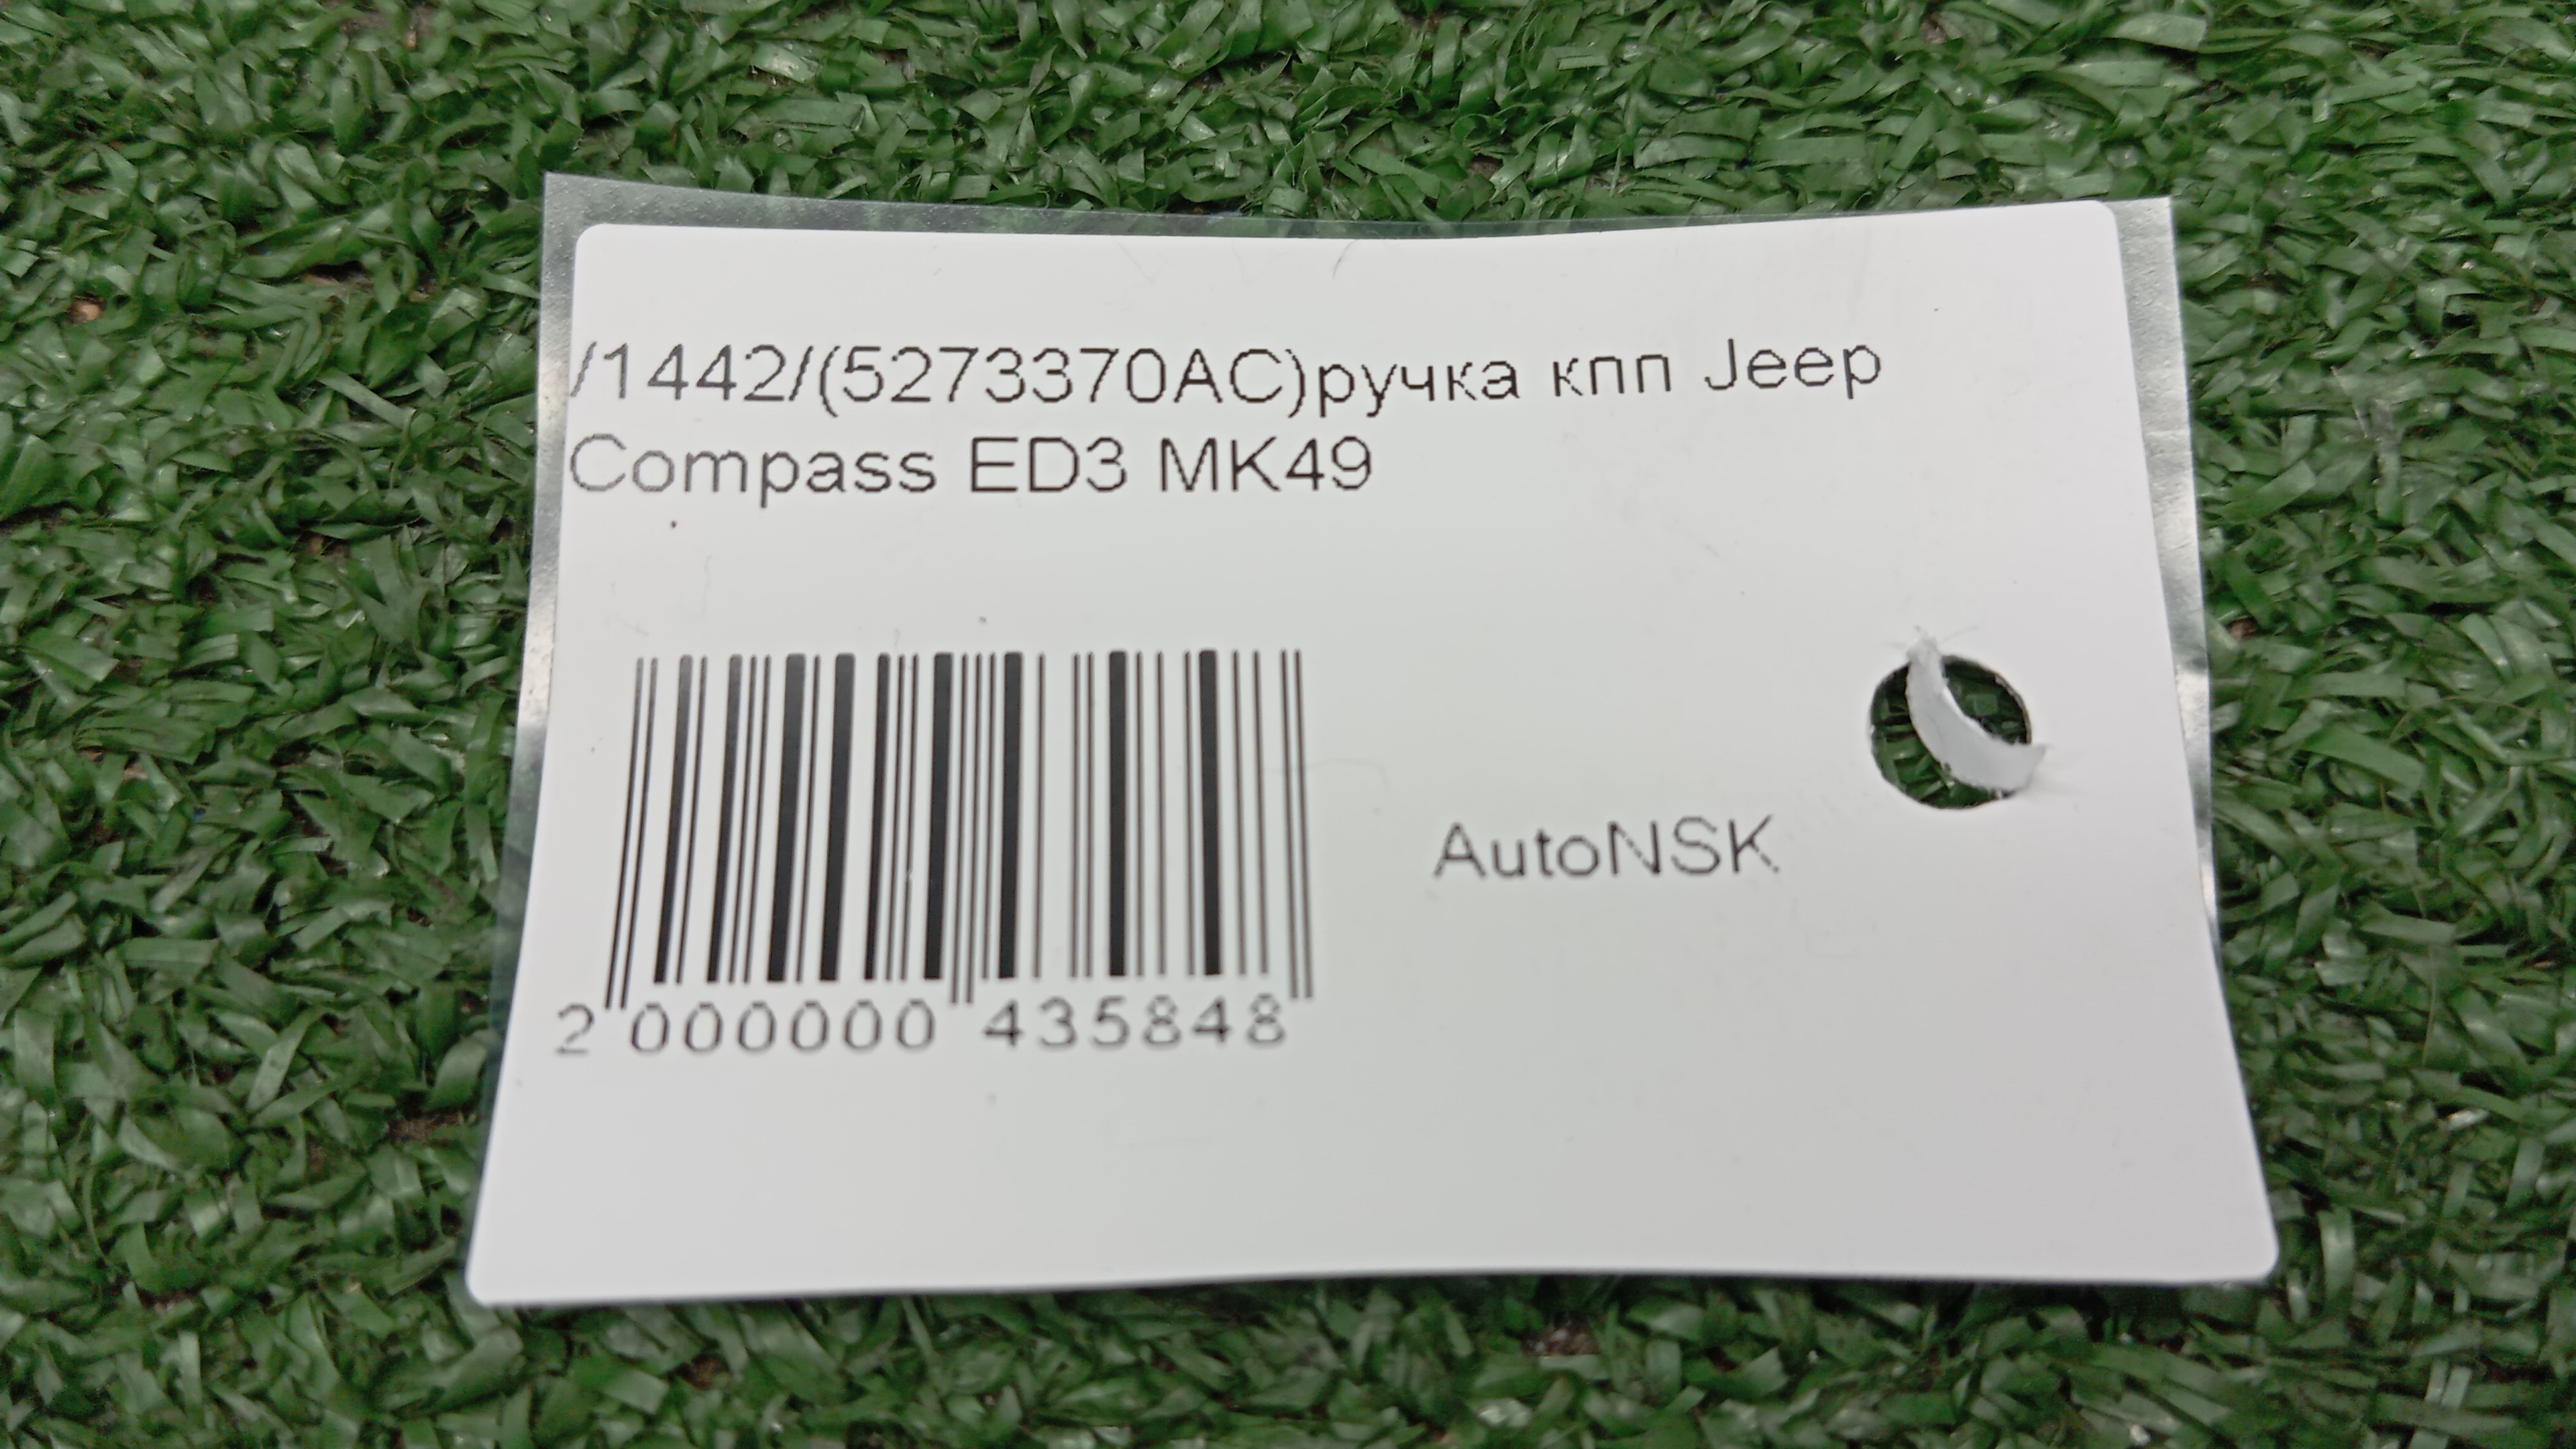 /1442/(5273370AC)ручка кпп Jeep
Compass ED3 MK49
AutoNSK
2 000000 435848